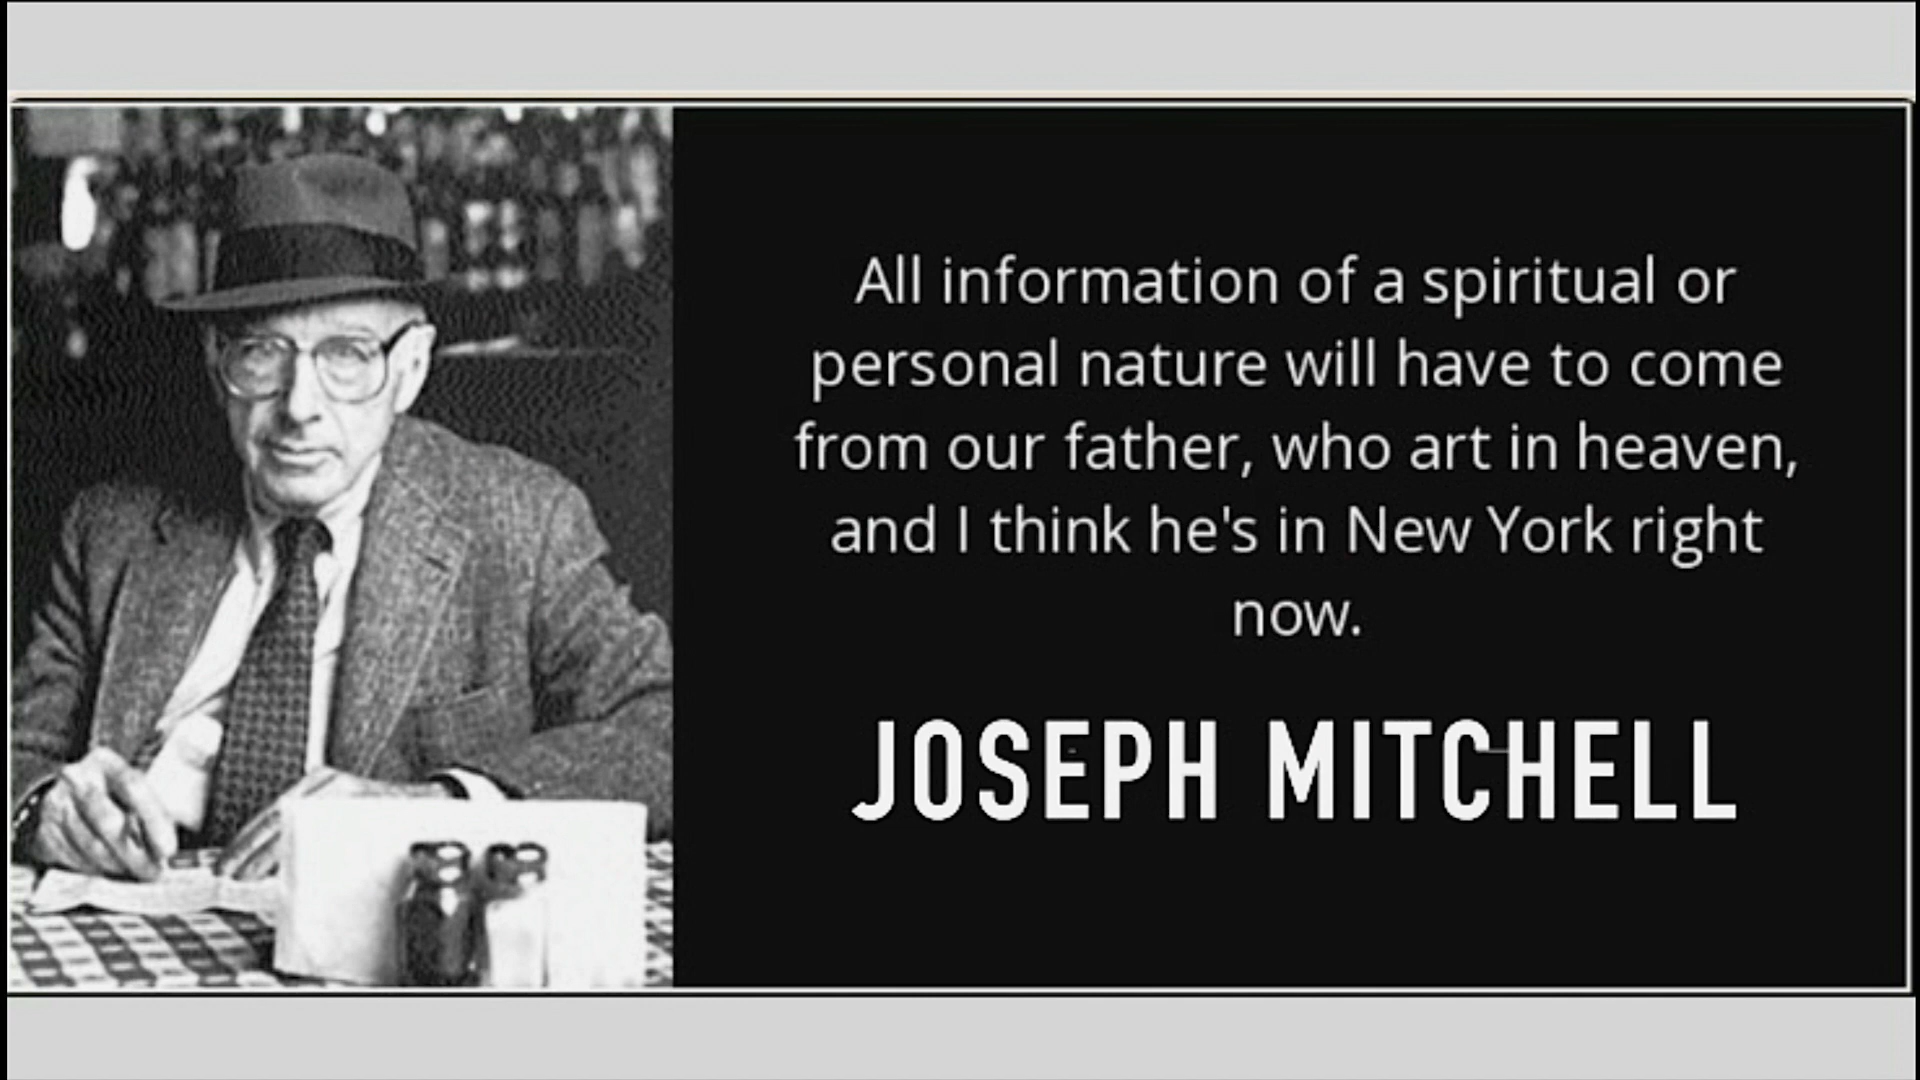 All information of a spiritual or
personal nature will have to come
from our father, who art in heaven,
and I think he's in New York right
now.
JOSEPH MITCHELL